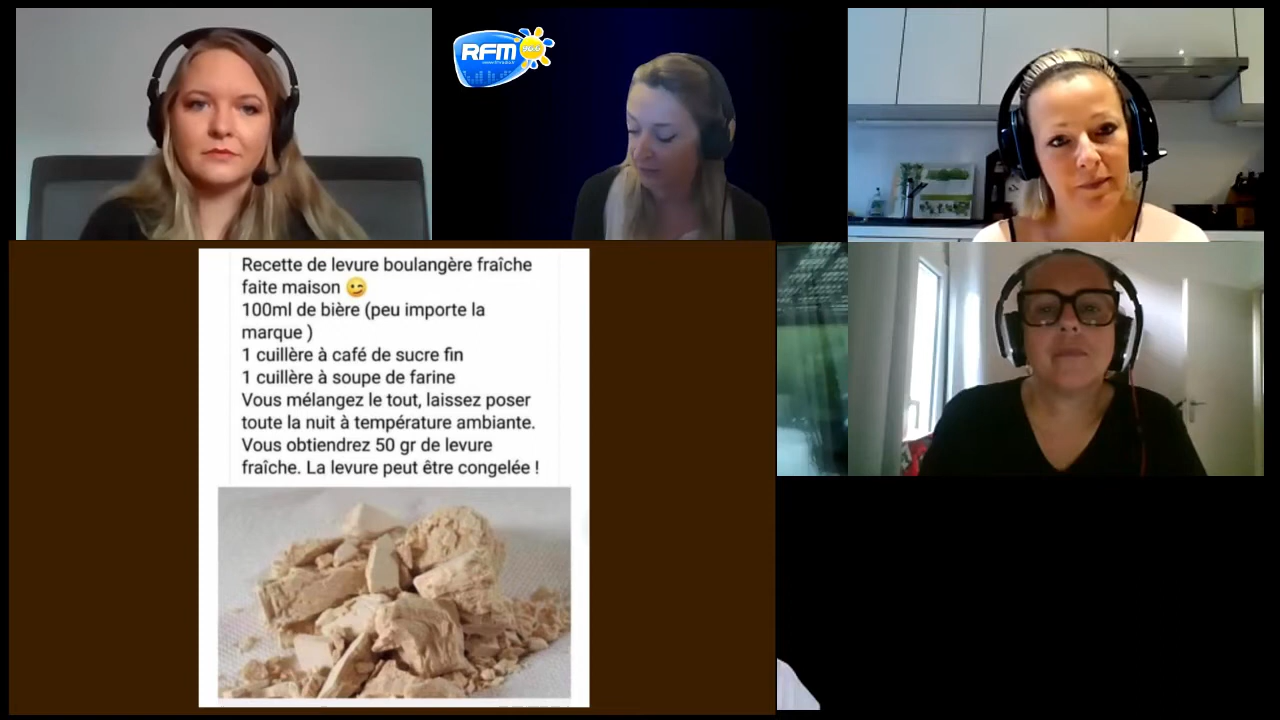 RFM
Recette de levure boulangère fraîche
faite maison 😉
100ml de bière (peu importe la
marque )
1 cuillère à café de sucre fin
1 cuillère à soupe de farine
Vous mélangez le tout, laissez poser
toute la nuit à température ambiante.
Vous obtiendrez 50 gr de levure
fraîche. La levure peut être congelée !